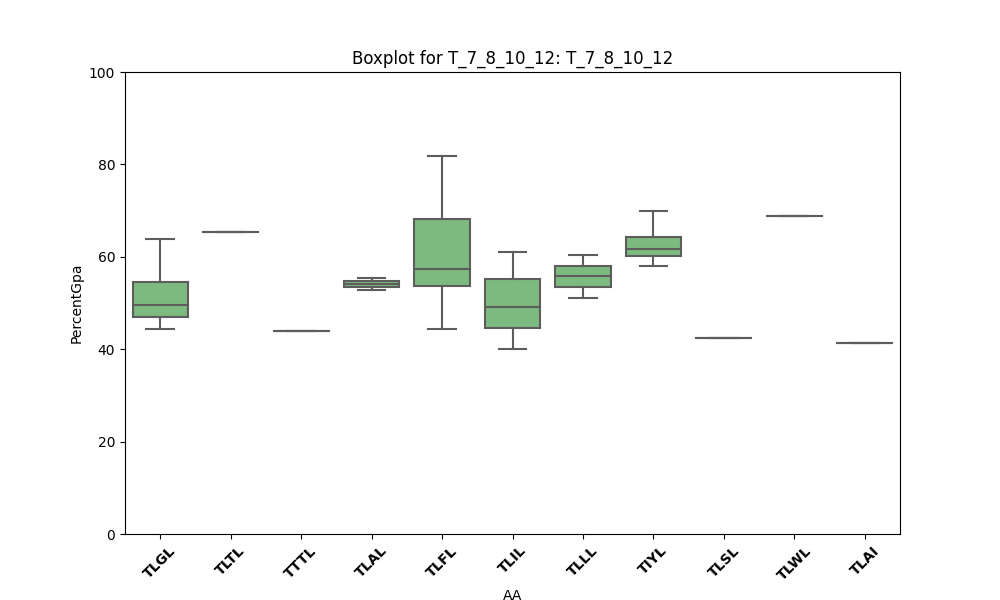 Boxplot for T_7_8_10_12: T_7_8_10_12
100
80
60
40
20
0
PercentGpa
TLGL
TLTL
TTTL
TLAL
TLFL
TLIL
TLLL
TIYL
TLSL
TLWL
TLAI
AA